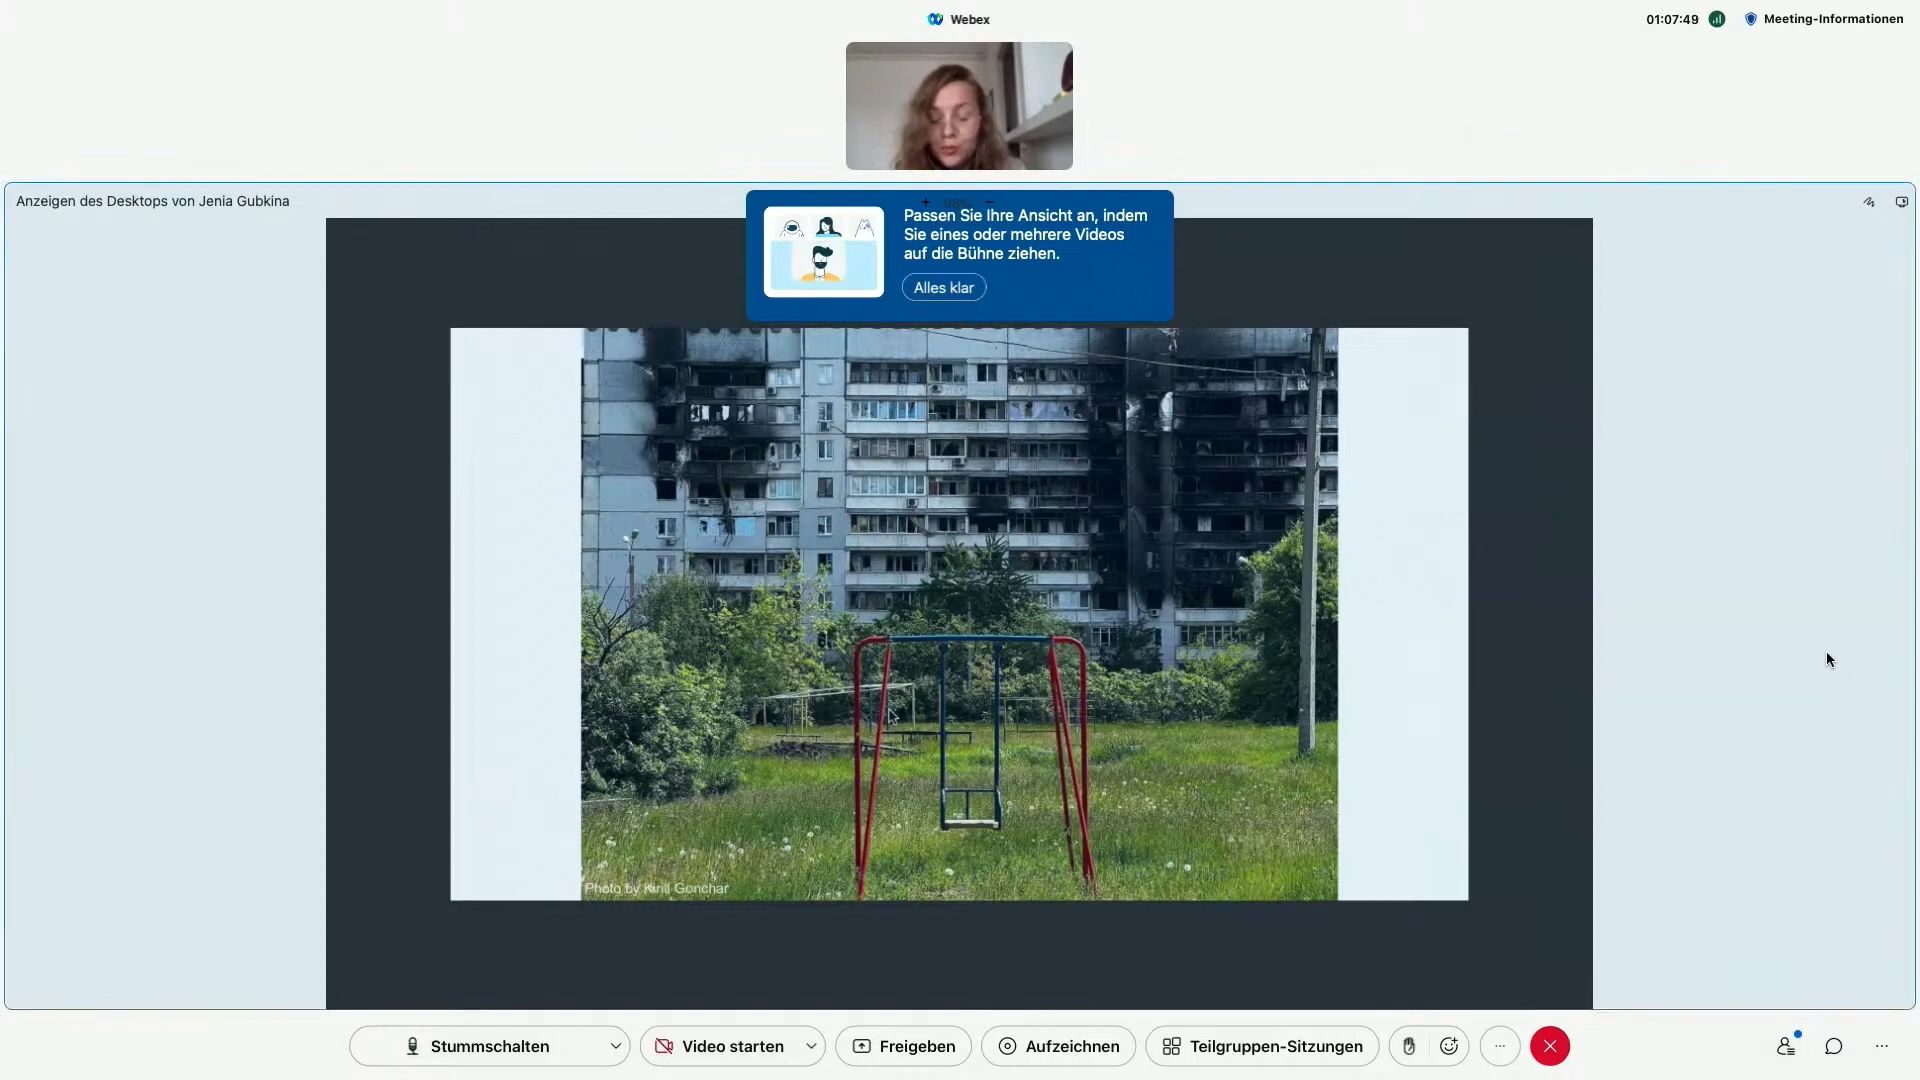 Webex
01:07:49
Meeting-Informationen
Anzeigen des Desktops von Jenia Gubkina
98%
Passen Sie Ihre Ansicht an, indem
Sie eines oder mehrere Videos
auf die Bühne ziehen.
Alles klar
Photo by Kirill Gonchar
Stummschalten
Video starten
Freigeben
Aufzeichnen
Teilgruppen-Sitzungen